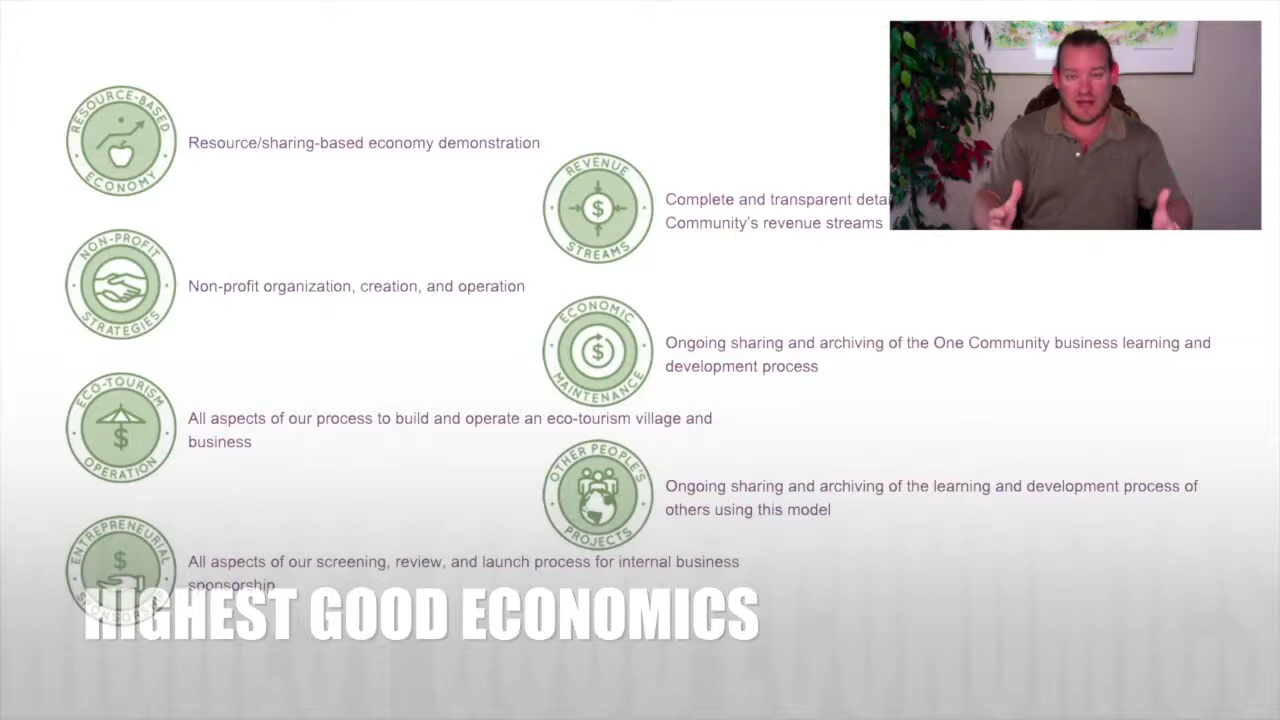 RESOURCE-BASED
ECONOMY
Resource/sharing-based economy demonstration
NON-PROFIT
STRATEGIES
Non-profit organization, creation, and operation
ECO-TOURISM
$
OPERATION
All aspects of our process to build and operate an eco-tourism village and
business
ENTREPRENEURIAL
$
All aspects of our screening, review, and launch process for internal business
sponsorship
REVENUE
$
STREAMS
Complete and transparent
Community's revenue streams
ECONOMIC
$
MAINTENANCE
Ongoing sharing and archiving of the One Community business learning and
development process
OTHER PEOPLE'S
PROJECTS
Ongoing sharing and archiving of the learning and development process of
others using this model
HIGHEST GOOD ECONOMICS